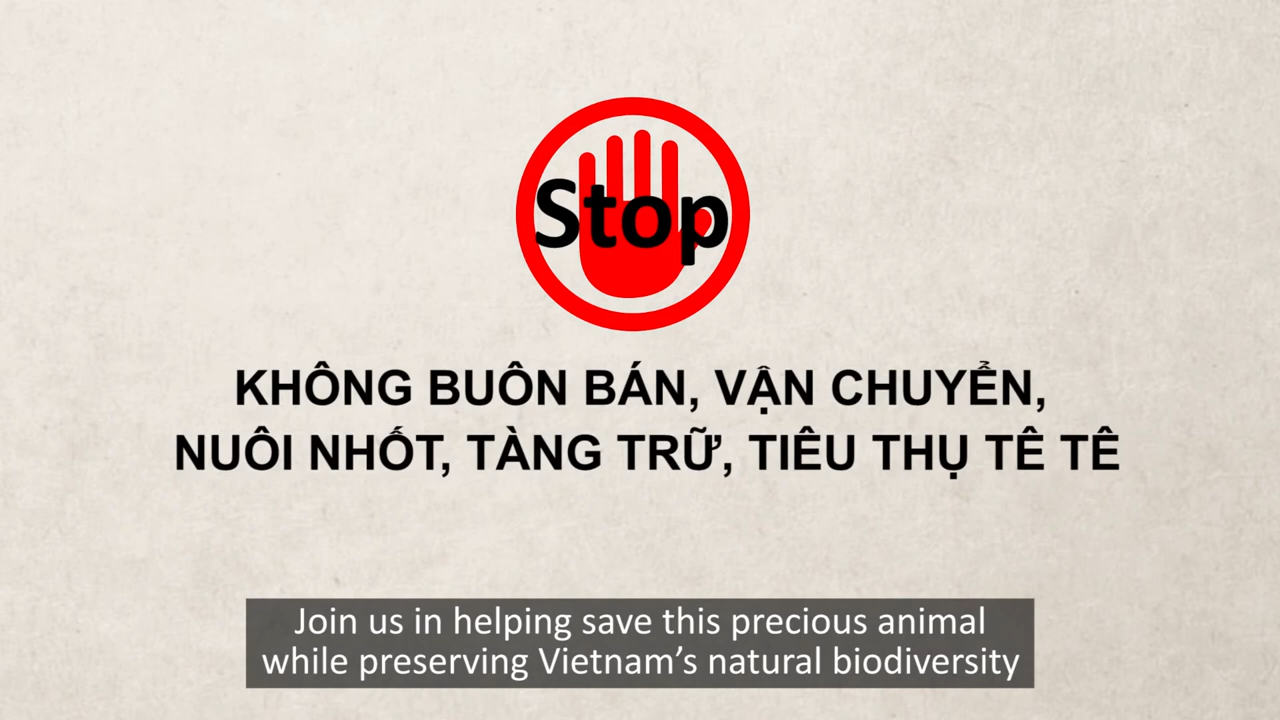 Stop
KHÔNG BUÔN BÁN, VẬN CHUYỂN,
NUÔI NHỐT, TÀNG TRỮ, TIÊU THỤ TÊ TÊ
Join us in helping save this precious animal
while preserving Vietnam's natural biodiversity